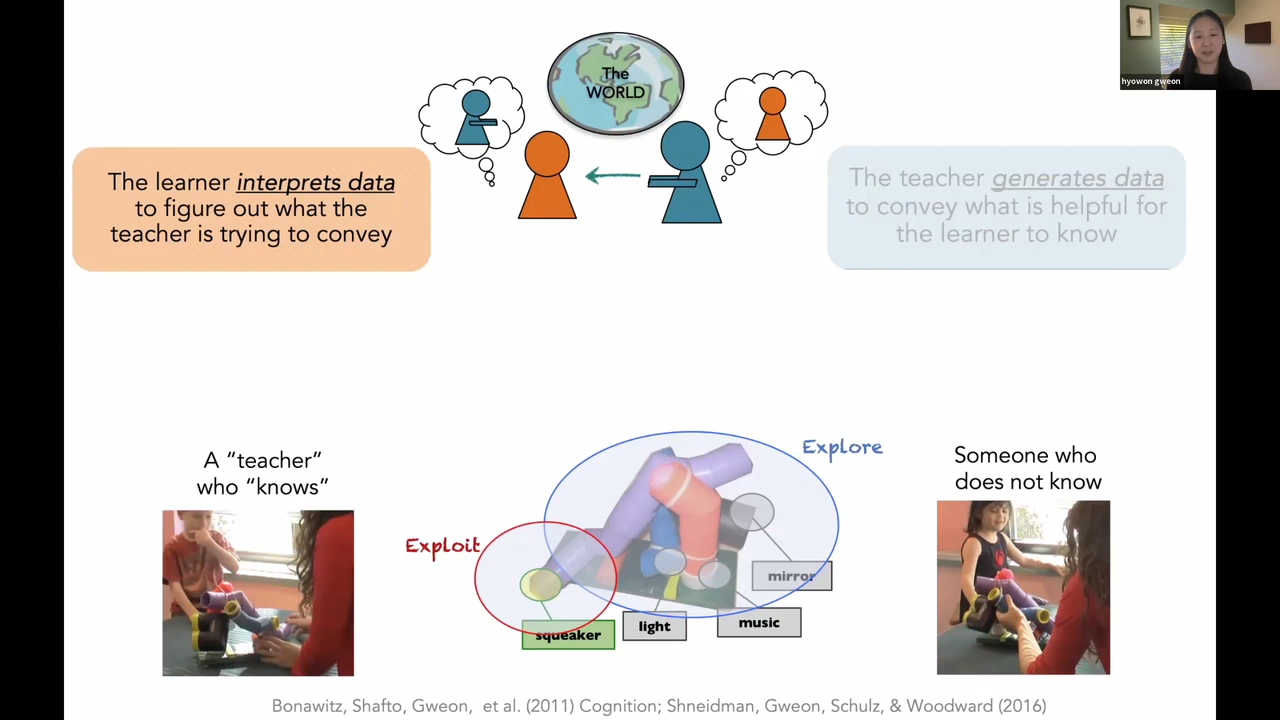 hyowon gweon
The
WORLD
The learner interprets data
to figure out what the
teacher is trying to convey
The teacher generates data
to convey what is helpful for
the learner to know
A “teacher”
who “knows”
Exploit
Explore
Someone who
does not know
mirror
squeaker
light
music
Bonawitz, Shafto, Gweon, et al. (2011) Cognition; Shneidman, Gweon, Schulz, & Woodward (2016)